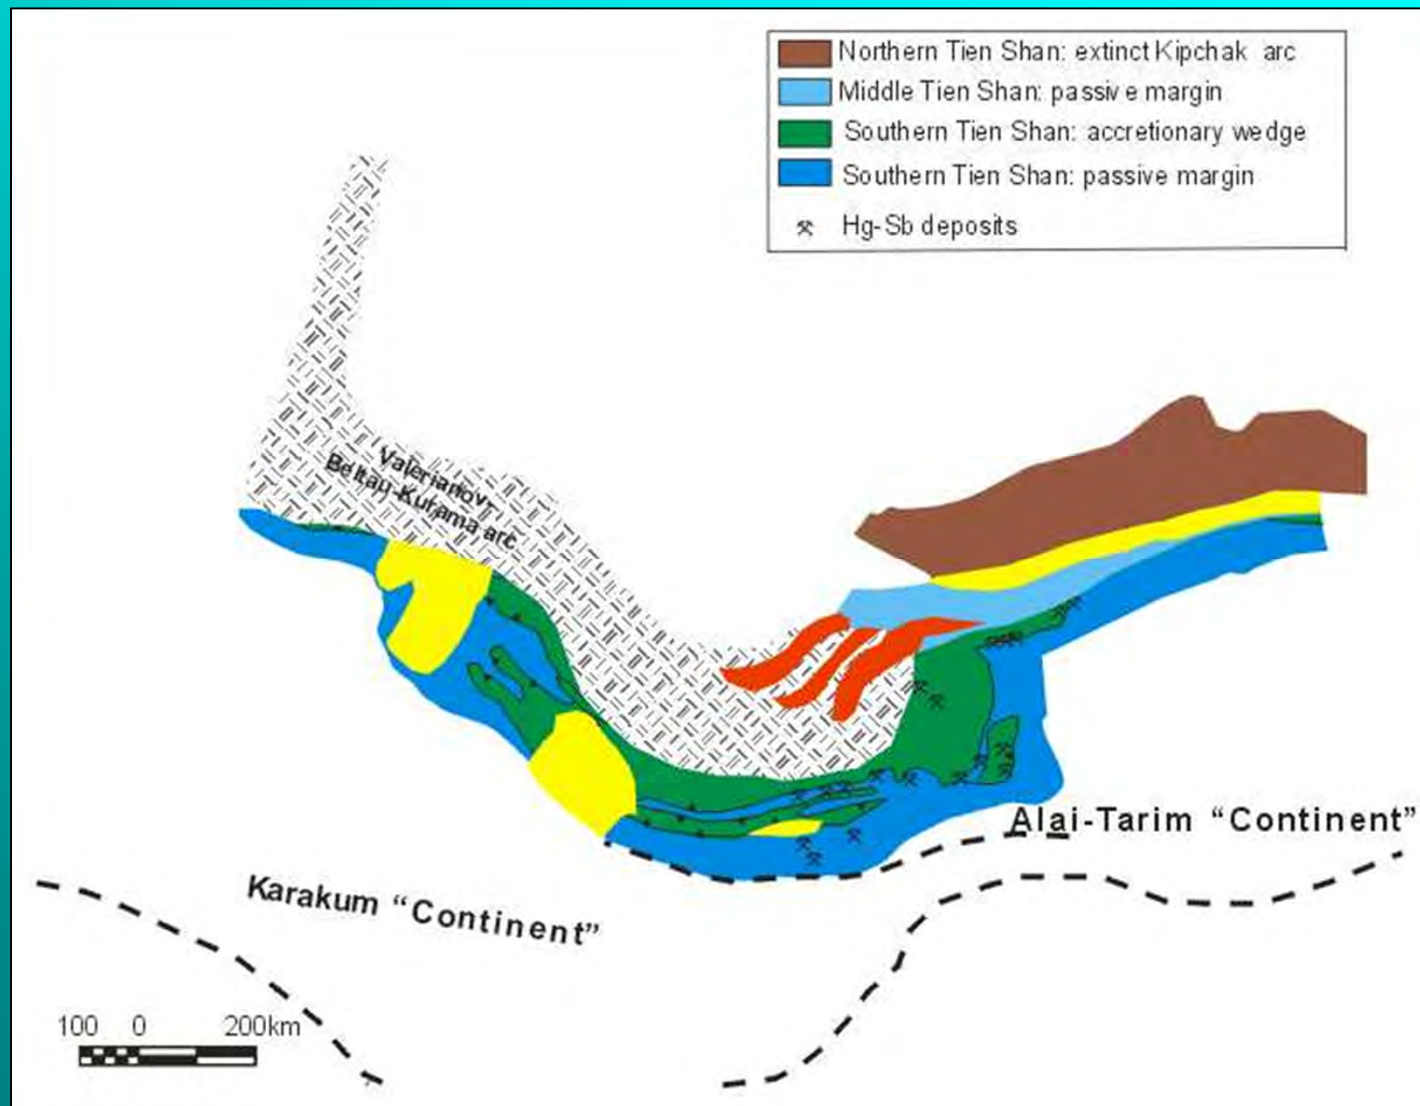 Northern Tien Shan: extinct Kipchak arc
Middle Tien Shan: passive margin
Southern Tien Shan: accretionary wedge
Southern Tien Shan: passive margin
Hg-Sb deposits
Valerianov-
Beltau-Kurama arc
Alai-Tarim “Continent”
Karakum “Continent”
100 0 200km